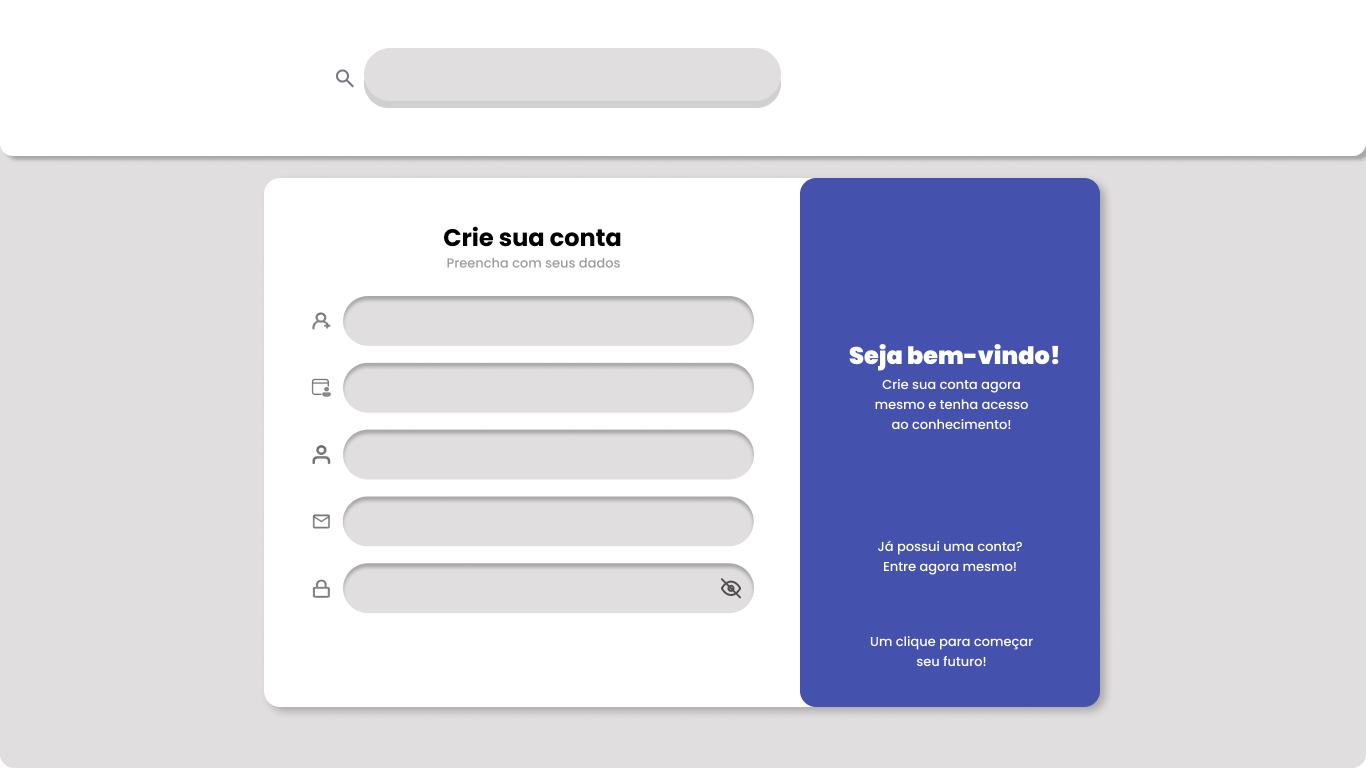 Crie sua conta
Preencha com seus dados
Seja bem-vindo!
Crie sua conta agora
mesmo e tenha acesso
ao conhecimento!
Já possui uma conta?
Entre agora mesmo!
Um clique para começar
seu futuro!